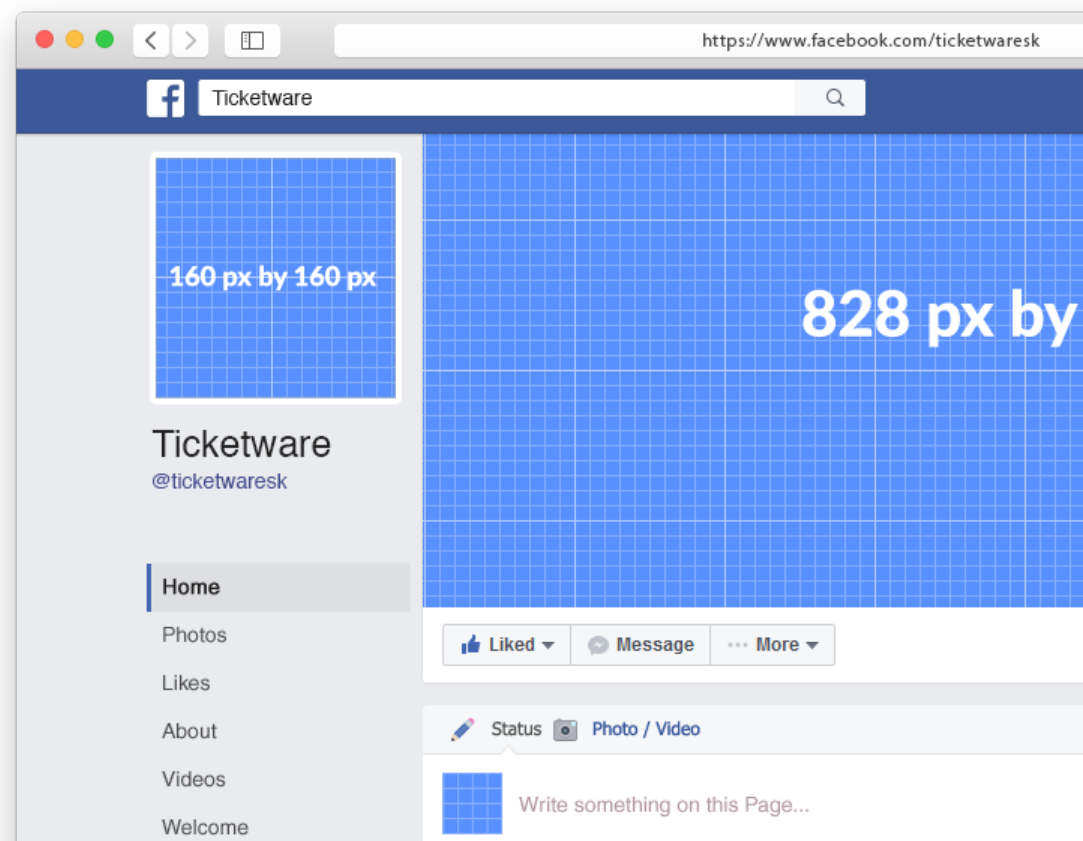 https://www.facebook.com/ticketwaresk
f Ticketware
160 px by 160 px
828 px by
Ticketware
@ticketwaresk
Home
Photos
Likes
About
Videos
Welcome
Liked Message More
Status Photo / Video
Write something on this Page...